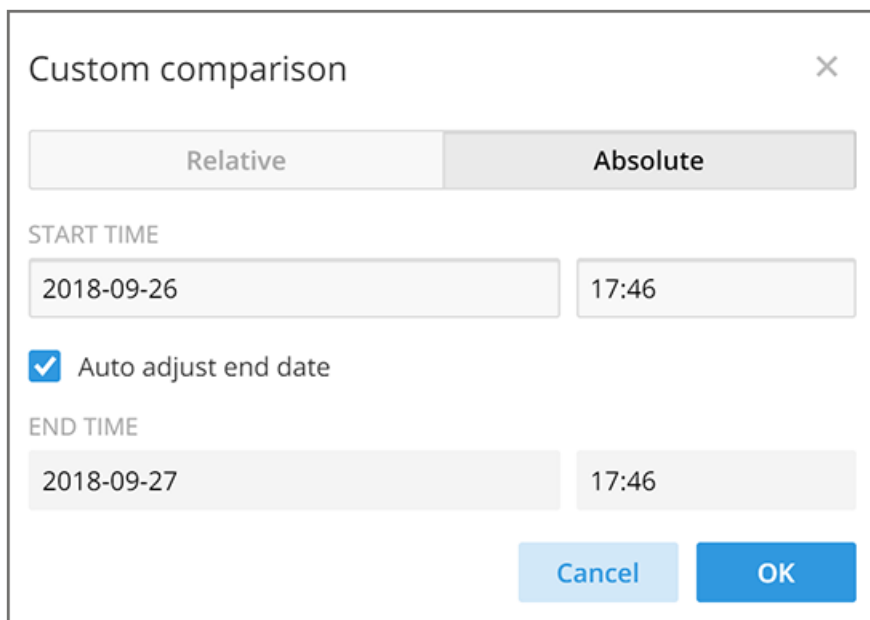 Custom comparison
Relative Absolute
START TIME
2018-09-26 17:46
Auto adjust end date
END TIME
2018-09-27 17:46
Cancel OK